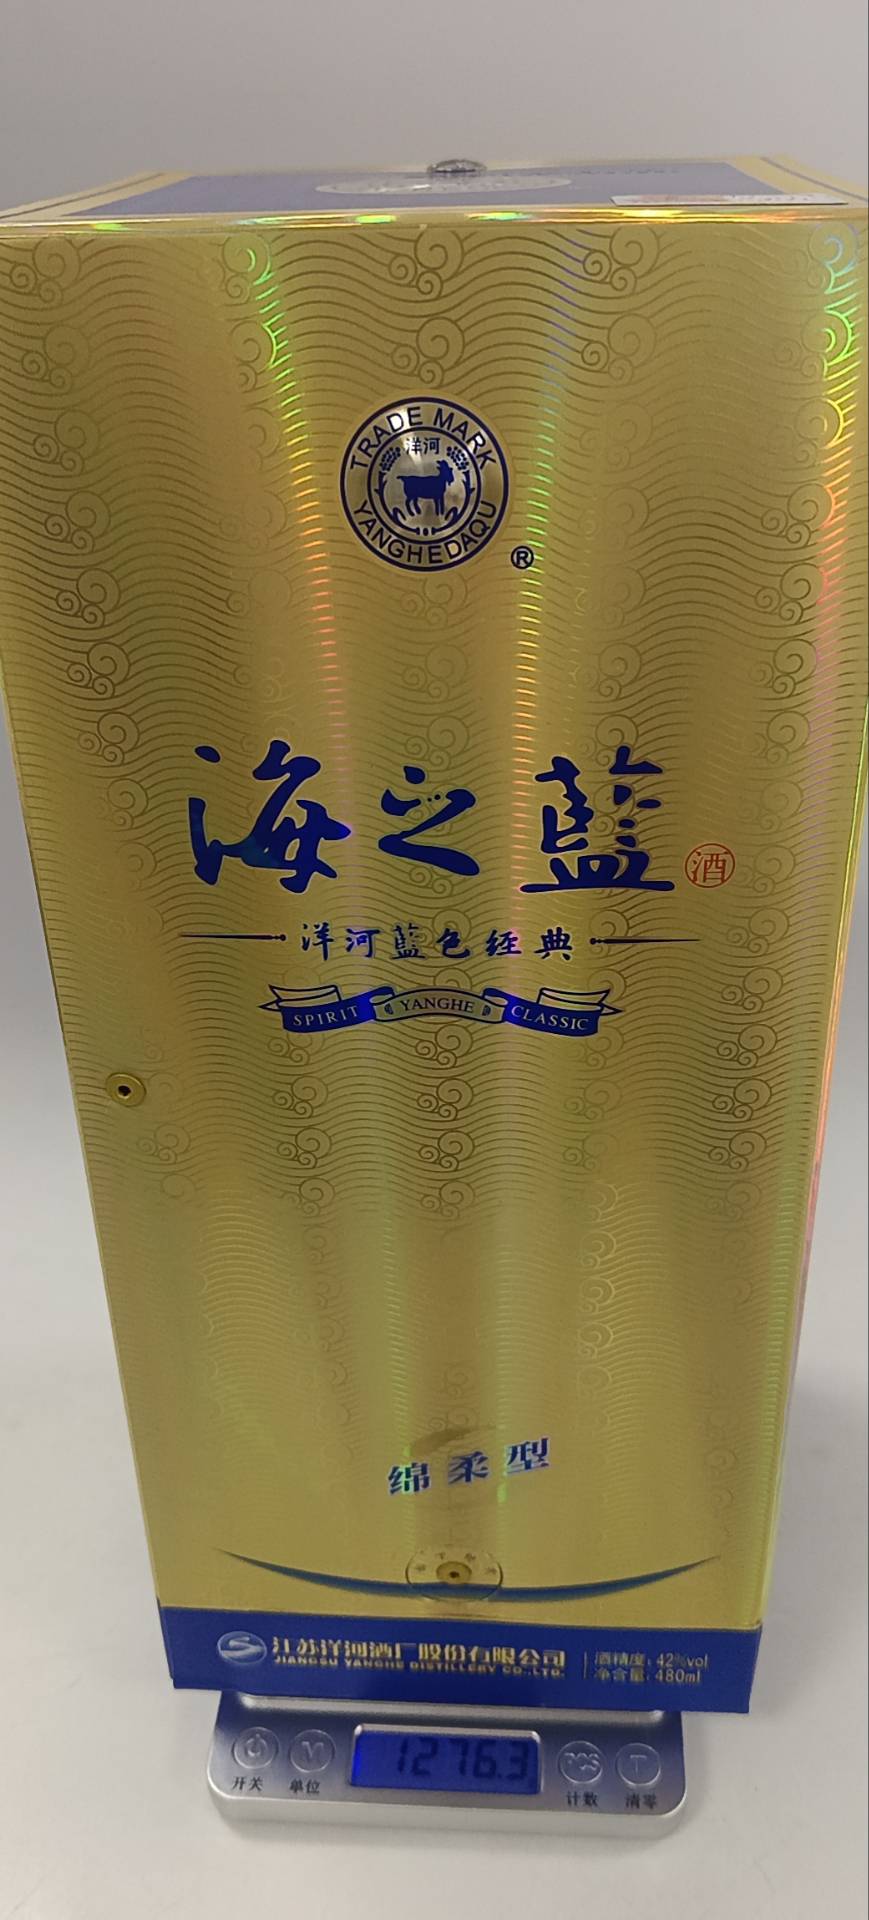 TRADE MARK
洋河
YANGHEDAQU
®
海之藍
酒
洋河藍色经典
SPIRIT YANGHE CLASSIC
绵柔型
江苏洋河酒厂股份有限公司
JIANGSU YANGHE DISTILLERY CO.,LTD.
酒精度: 42%vol
净含量: 480ml
1276.3
M PCS T
开关 单位 计数 清零